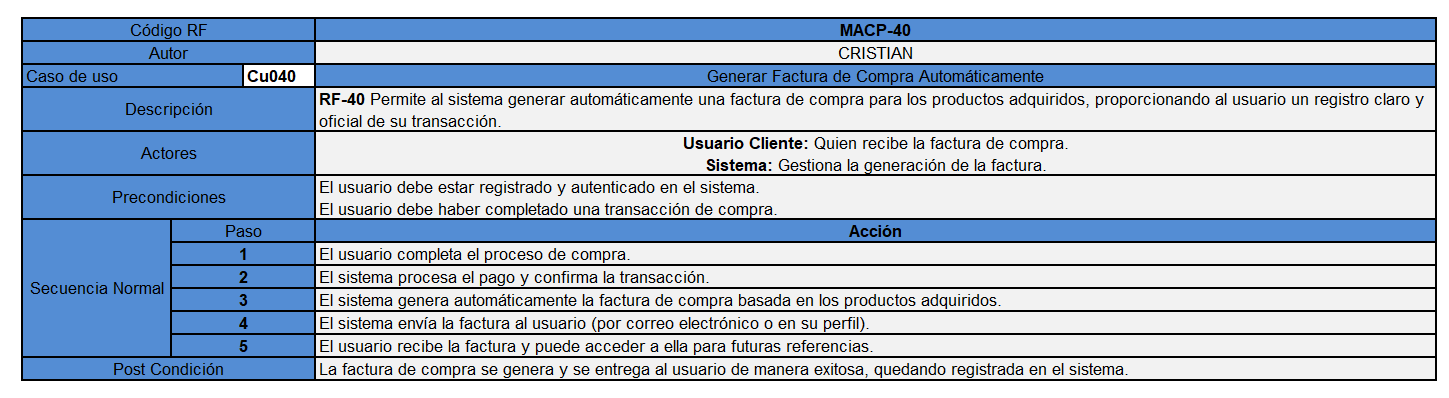 Código RF MACP-40
Autor CRISTIAN
Caso de uso Cu040 Generar Factura de Compra Automáticamente
Descripción
RF-40 Permite al sistema generar automáticamente una factura de compra para los productos adquiridos, proporcionando al usuario un registro claro y
oficial de su transacción.
Actores
Usuario Cliente: Quien recibe la factura de compra.
Sistema: Gestiona la generación de la factura.
Precondiciones
El usuario debe estar registrado y autenticado en el sistema.
El usuario debe haber completado una transacción de compra.
Secuencia Normal
Paso Acción
1 El usuario completa el proceso de compra.
2 El sistema procesa el pago y confirma la transacción.
3 El sistema genera automáticamente la factura de compra basada en los productos adquiridos.
4 El sistema envía la factura al usuario (por correo electrónico o en su perfil).
5 El usuario recibe la factura y puede acceder a ella para futuras referencias.
Post Condición La factura de compra se genera y se entrega al usuario de manera exitosa, quedando registrada en el sistema.